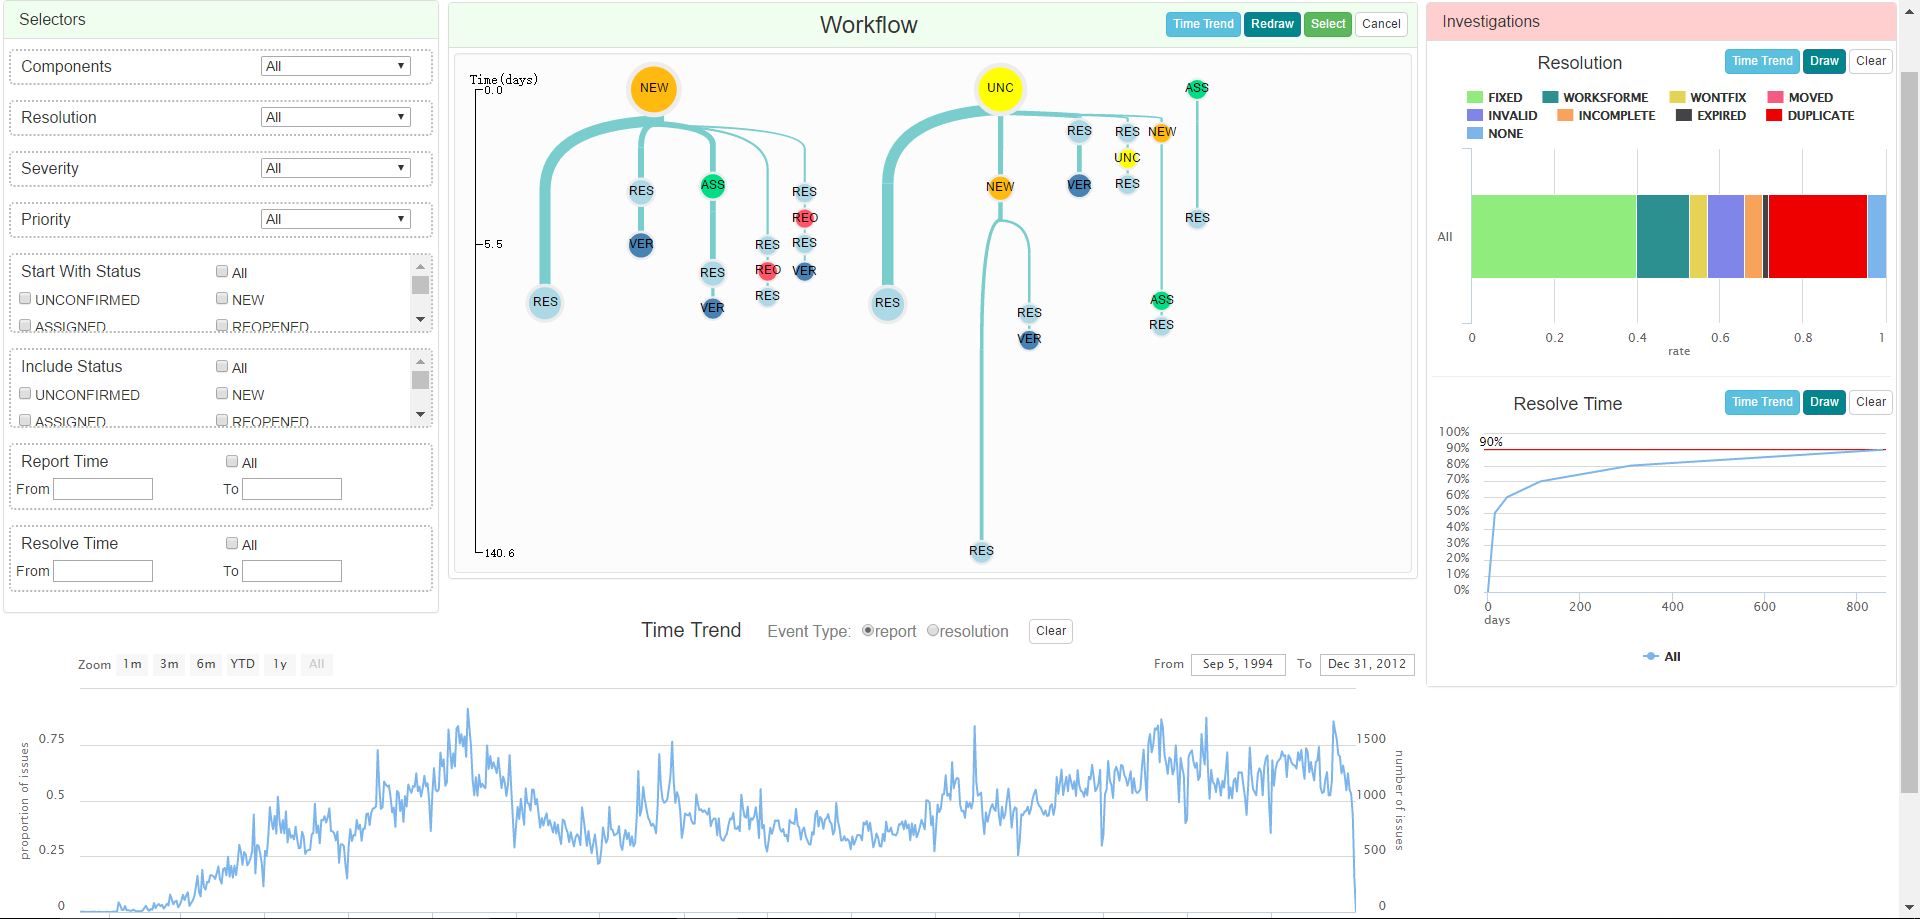 Selectors
Components
All
Resolution
All
Severity
All
Priority
All
Start With Status
All
UNCONFIRMED
NEW
ASSIGNED
REOPENED
Include Status
All
UNCONFIRMED
NEW
ASSIGNED
REOPENED
Report Time
All
From
To
Resolve Time
All
From
To
Workflow
Time Trend
Redraw
Select
Cancel
Time(days)
0.0
5.5
140.6
NEW
RES
RES
VER
ASS
RES
VER
RES
REO
RES
RES
REO
RES
VER
UNC
RES
NEW
RES
RES
VER
RES
VER
RES
UNC
RES
NEW
ASS
RES
ASS
RES
Investigations
Resolution
Time Trend
Draw
Clear
FIXED WORKSFORME WONTFIX MOVED
INVALID INCOMPLETE EXPIRED DUPLICATE
NONE
All
0 0.2 0.4 0.6 0.8 1
rate
Resolve Time
Time Trend
Draw
Clear
100%
90%
90%
80%
70%
60%
50%
40%
30%
20%
10%
0%
0 200 400 600 800
days
All
Time Trend
Event Type: report resolution
Clear
Zoom 1m 3m 6m YTD 1y All
From Sep 5, 1994 To Dec 31, 2012
proportion of issues
0.75
0.5
0.25
0
1500
1000
500
0
number of issues